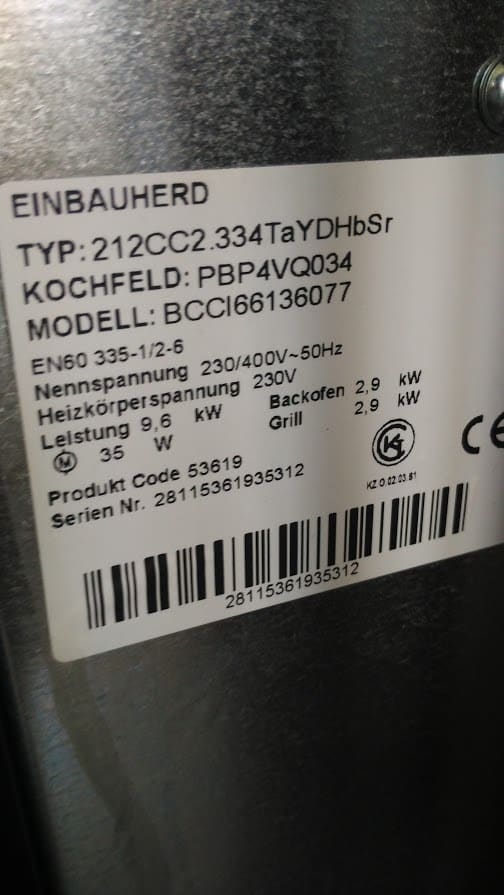 EINBAUHERD
TYP: 212CC2.334TaYDHbSr
KOCHFELD: PBP4VQ034
MODELL: BCCI66136077
EN60 335-1/2-6
Nennspannung 230/400V~50Hz
Heizkörperspannung 230V
Leistung 9,6 kW Backofen 2,9 kW
M 35 W Grill 2,9 kW
Produkt Code 53619
Serien Nr. 28115361935312
KZ O.02.03.61
CE
28115361935312